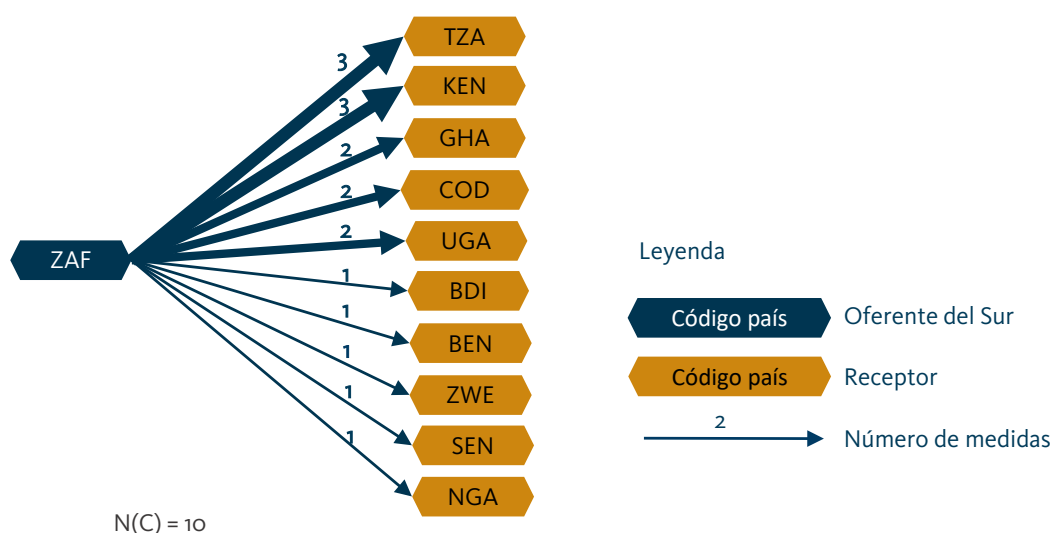 TZA
3
KEN
3
GHA
2
COD
2
UGA
2
ZAF
BDI
1
BEN
1
ZWE
1
SEN
1
NGA
1
N(C) = 10
Leyenda
Código país
Oferente del Sur
Código país
Receptor
2
Número de medidas